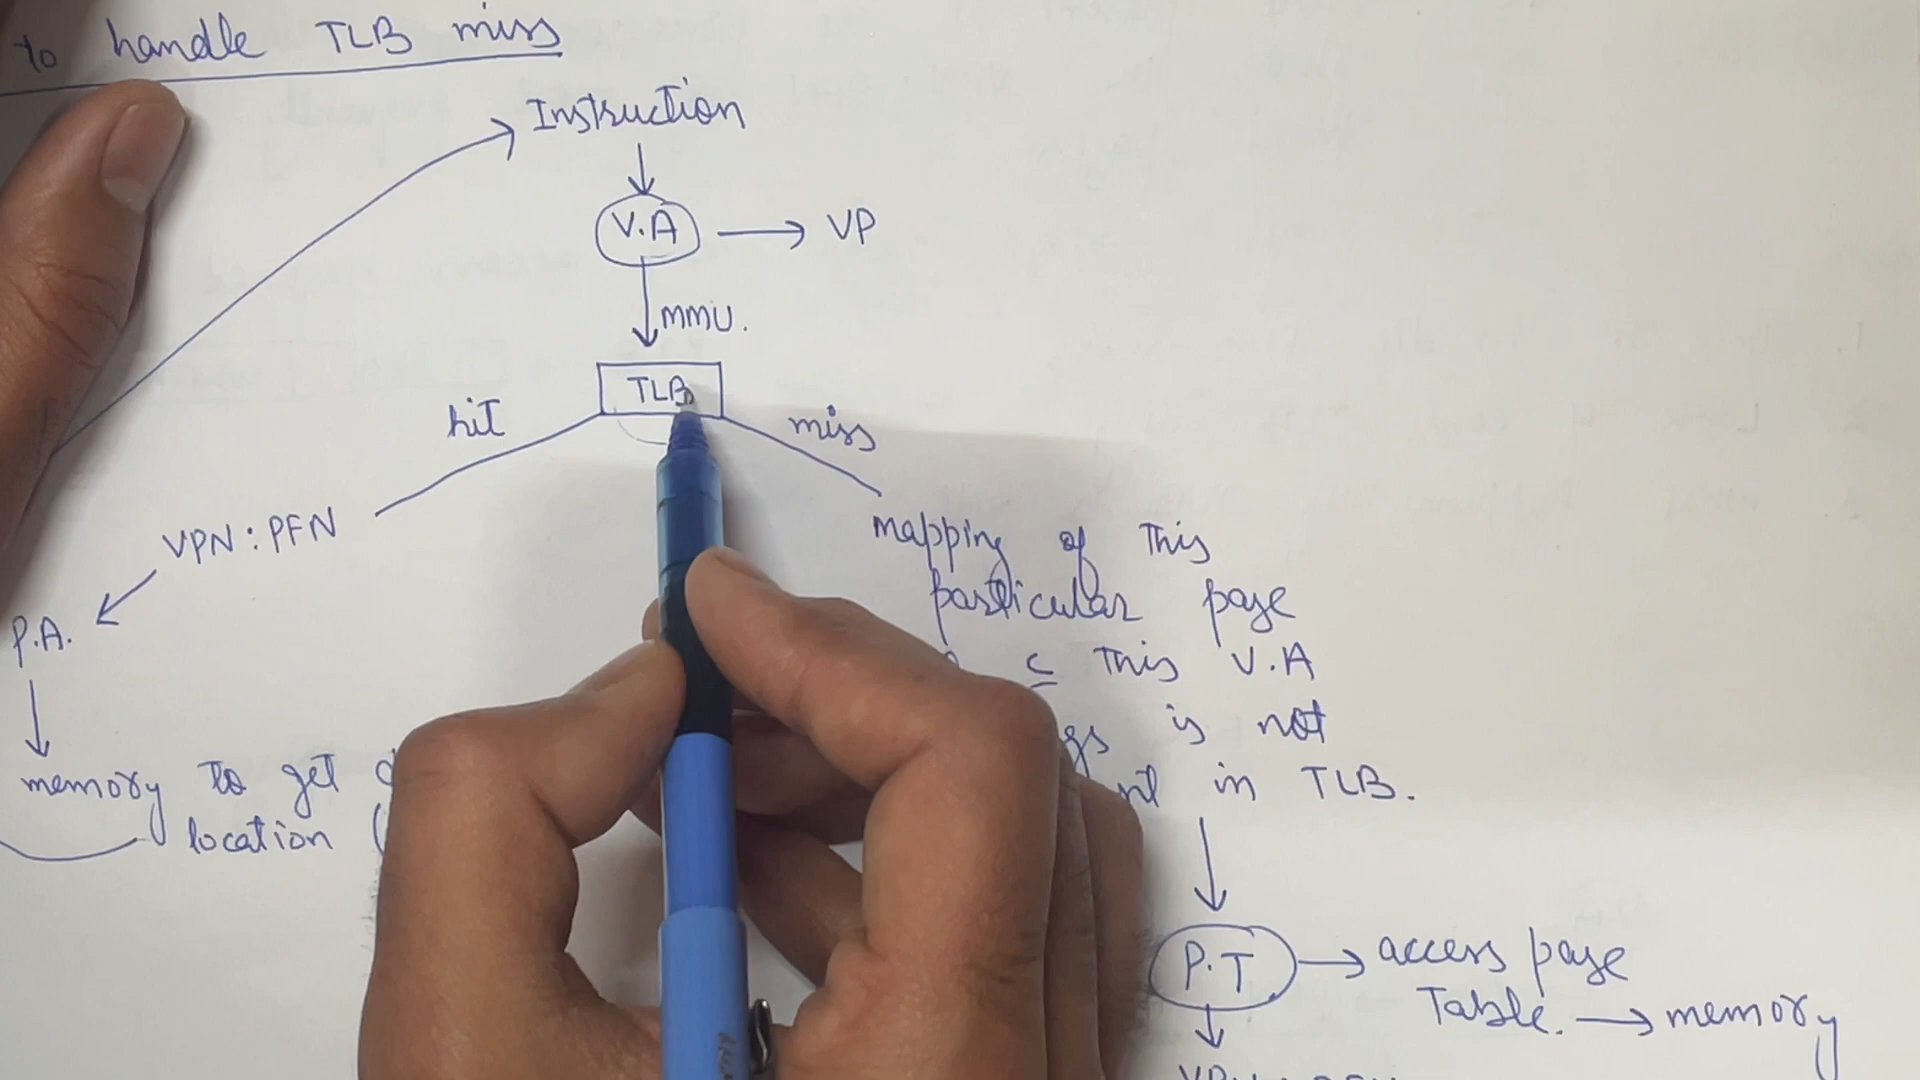 to handle TLB miss
Instruction
V.A → VP
MMU.
TLB
hit
miss
VPN : PFN
mapping of This
particular page
P.A.
This V.A
is not
memory To get
in TLB.
location (
P.T → access page
Table. → memory